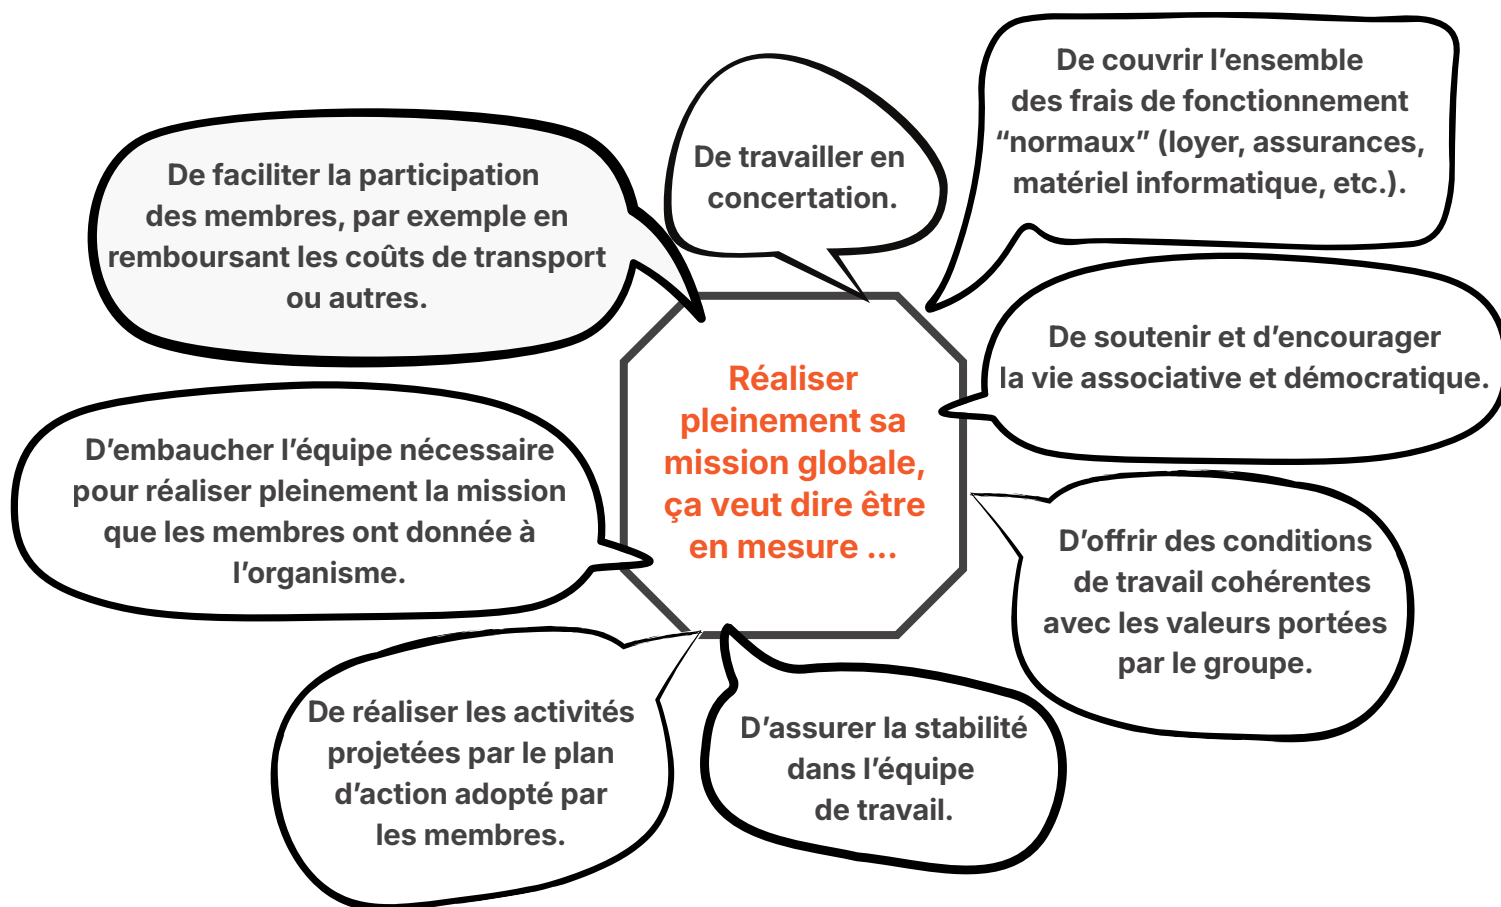 Réaliser
pleinement sa
mission globale,
ça veut dire être
en mesure ...
De travailler en
concertation.
De couvrir l’ensemble
des frais de fonctionnement
“normaux” (loyer, assurances,
matériel informatique, etc.).
De soutenir et d’encourager
la vie associative et démocratique.
D’offrir des conditions
de travail cohérentes
avec les valeurs portées
par le groupe.
D’assurer la stabilité
dans l’équipe
de travail.
De réaliser les activités
projetées par le plan
d’action adopté par
les membres.
D’embaucher l’équipe nécessaire
pour réaliser pleinement la mission
que les membres ont donnée à
l’organisme.
De faciliter la participation
des membres, par exemple en
remboursant les coûts de transport
ou autres.